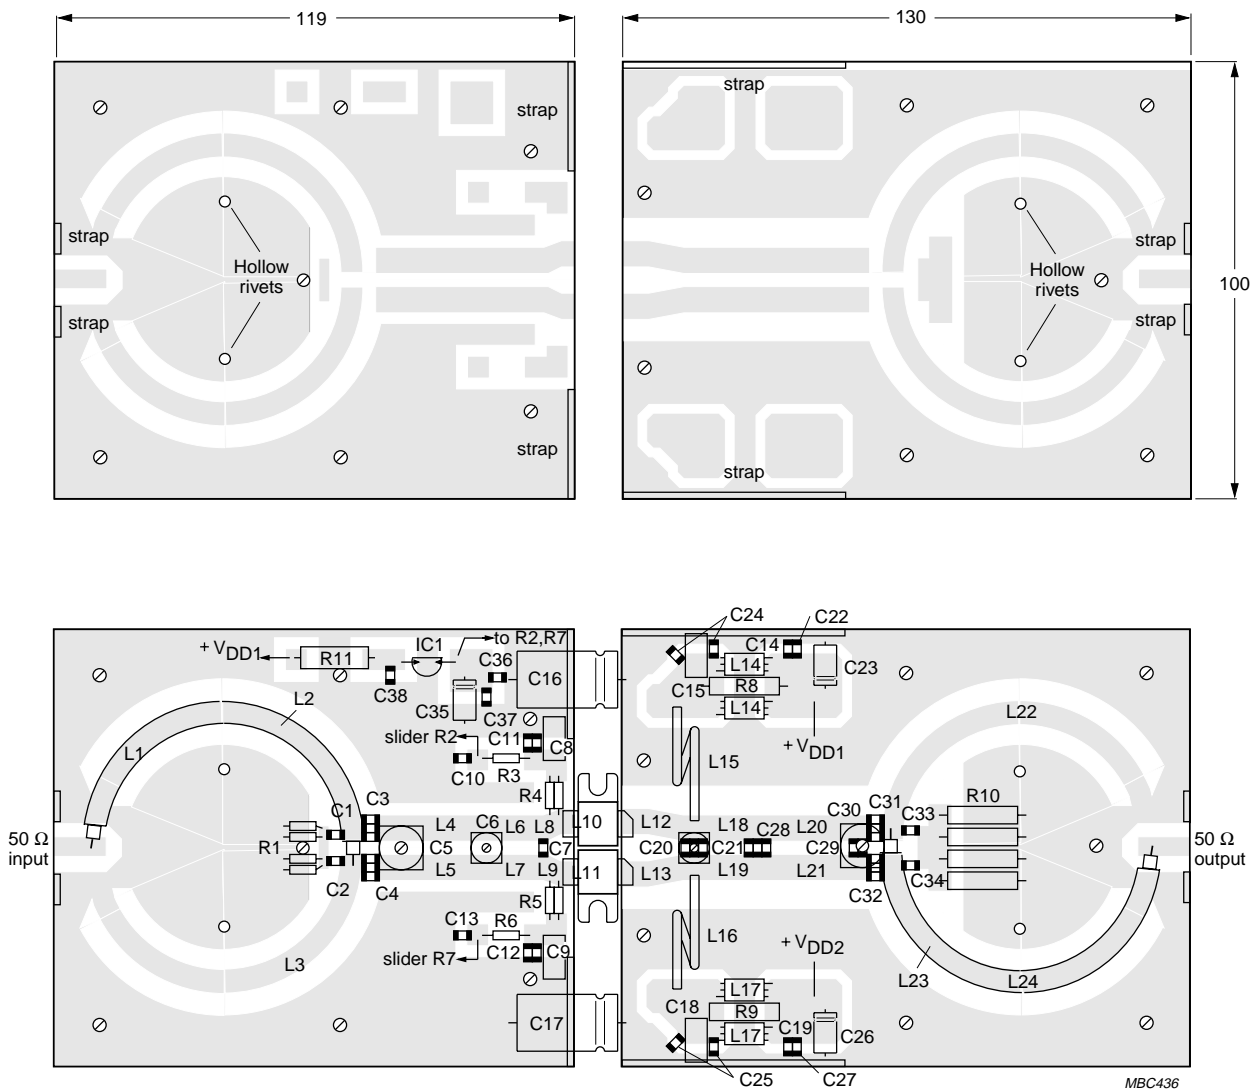 119
130
strap
strap
strap
strap
Hollow
rivets
Hollow
rivets
strap
100
strap
strap
strap
strap
C24
C22
to R2,R7
+ VDD1
IC1
R11
C36
C14
L14
C38
C16
C23
C15
R8
L2
C35
C37
L14
L22
slider R2
C11
C8
+ VDD1
L1
L15
C10
R3
R4
R10
C1
C3
C31
C30
C33
L4
C6
L6
L8
L10
L12
L18
C28
L20
50 Ω
input
R1
C5
C7
C20
C21
C29
50 Ω
output
L5
L7
L9
L11
L13
L19
L21
C2
C4
C34
C32
R5
C13
R6
L16
+ VDD2
slider R7
C12
C9
L3
L23
L24
L17
C18
R9
C17
L17
C19
C26
C25
C27
MBC436